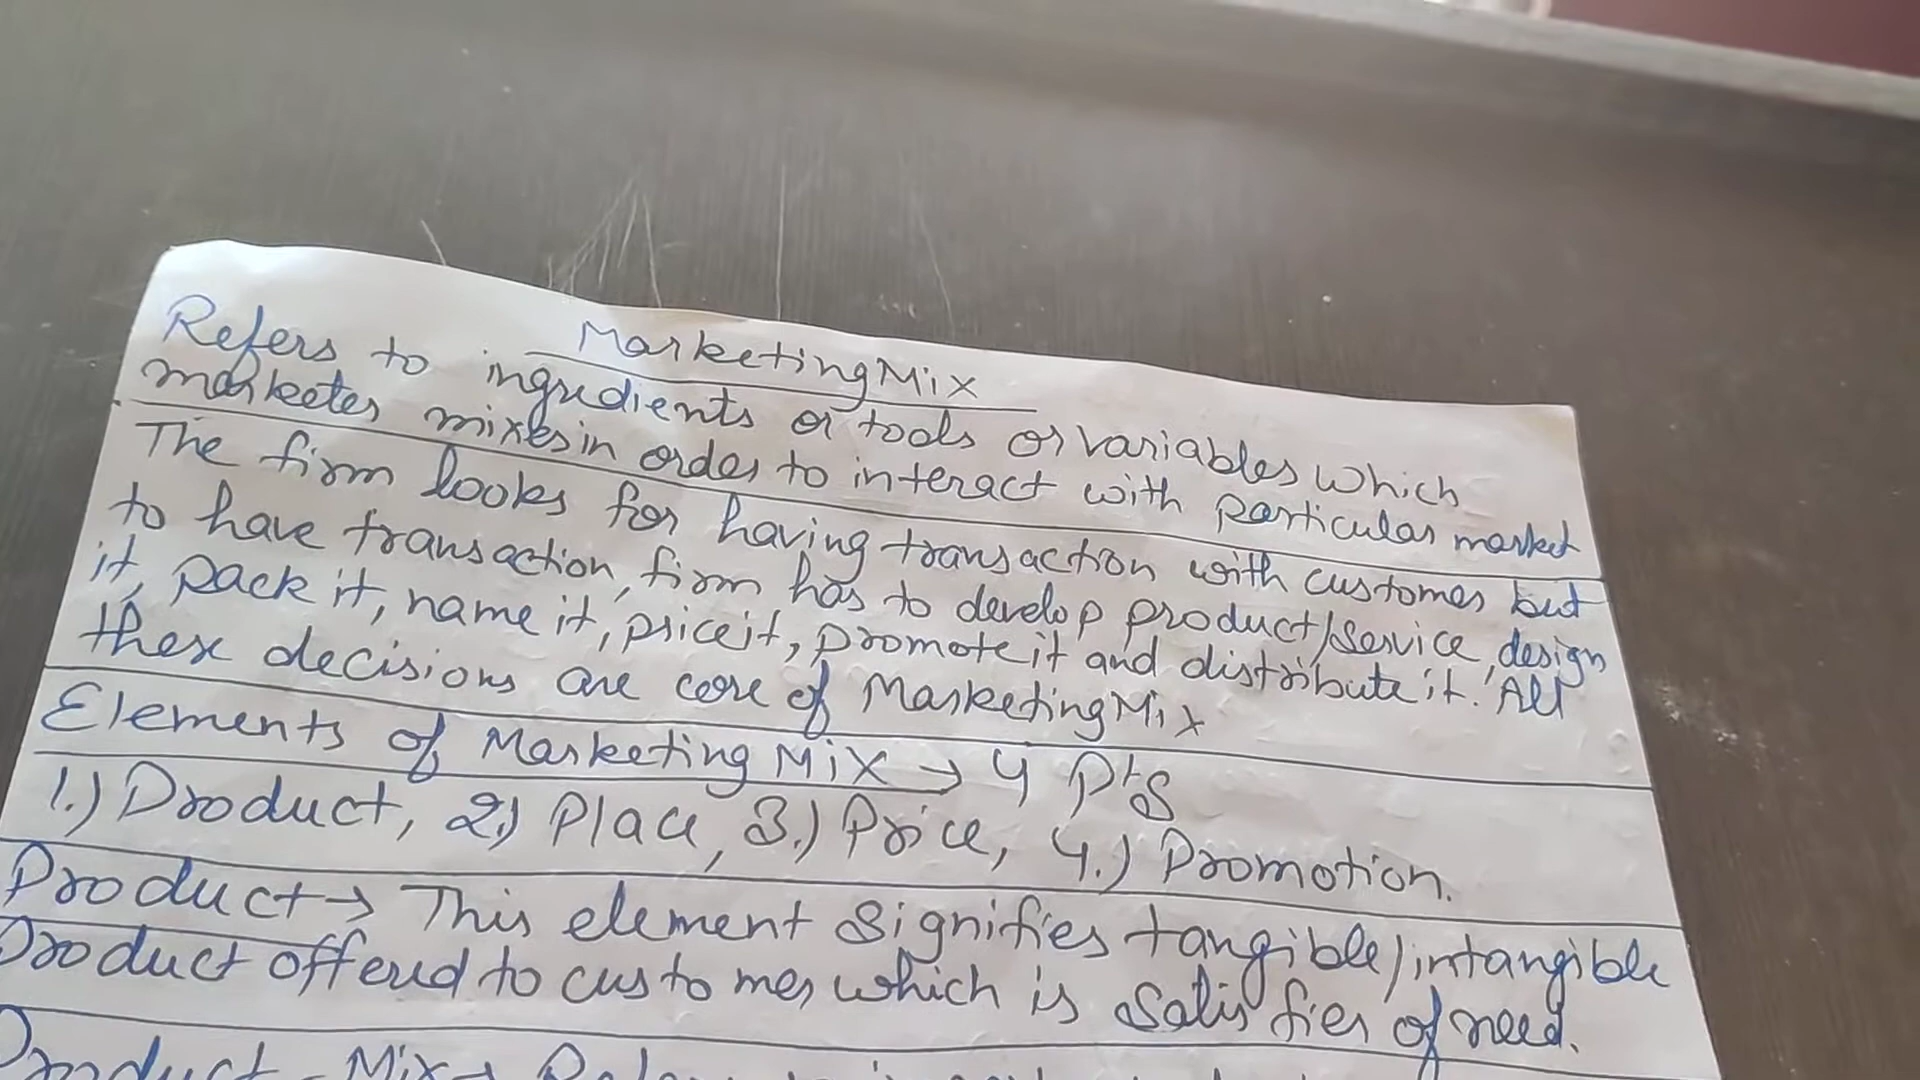 Marketing Mix
Refers to ingredients or tools or variables which
marketer mixes in order to interact with particular market
The firm looks for having transaction with customer but
to have transaction, firm has to develop product/service, design
it, pack it, name it, price it, promote it and distribute it. All
these decisions are core of Marketing Mix
Elements of Marketing Mix → 4 P's
1.) Product, 2.) Place, 3.) Price, 4.) Promotion.
Product → This element signifies tangible/intangible
Product offered to customer which is satisfier of need.
Product - Mix →